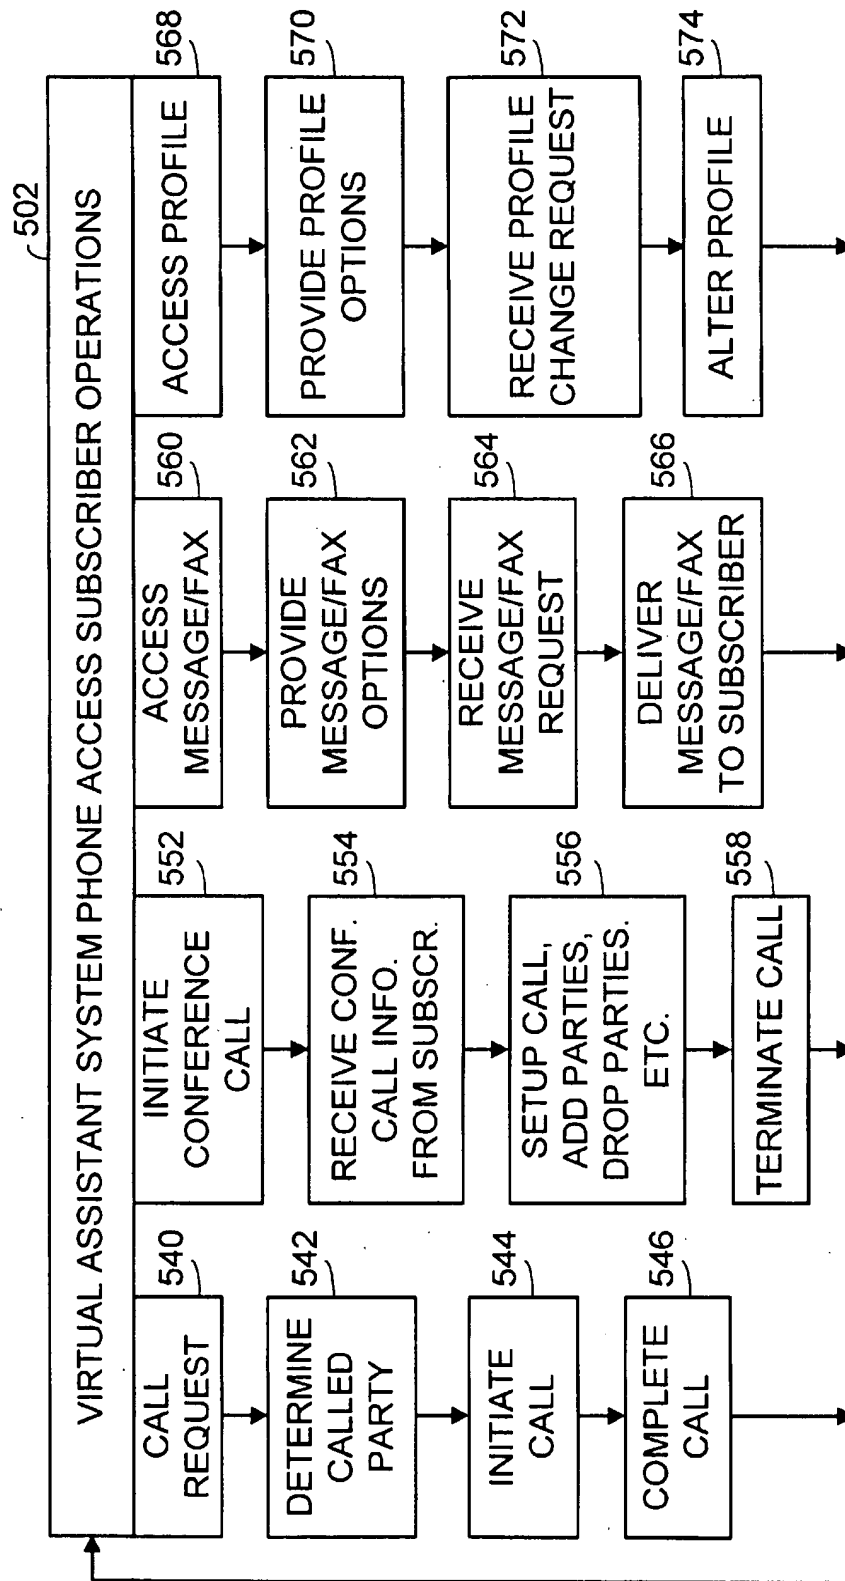 502
VIRTUAL ASSISTANT SYSTEM PHONE ACCESS SUBSCRIBER OPERATIONS
540
CALL
REQUEST
542
DETERMINE
CALLED
PARTY
544
INITIATE
CALL
546
COMPLETE
CALL
552
INITIATE
CONFERENCE
CALL
554
RECEIVE CONF.
CALL INFO.
FROM SUBSCR.
556
SETUP CALL,
ADD PARTIES,
DROP PARTIES.
ETC.
558
TERMINATE CALL
560
ACCESS
MESSAGE/FAX
562
PROVIDE
MESSAGE/FAX
OPTIONS
564
RECEIVE
MESSAGE/FAX
REQUEST
566
DELIVER
MESSAGE/FAX
TO SUBSCRIBER
568
ACCESS PROFILE
570
PROVIDE PROFILE
OPTIONS
572
RECEIVE PROFILE
CHANGE REQUEST
574
ALTER PROFILE